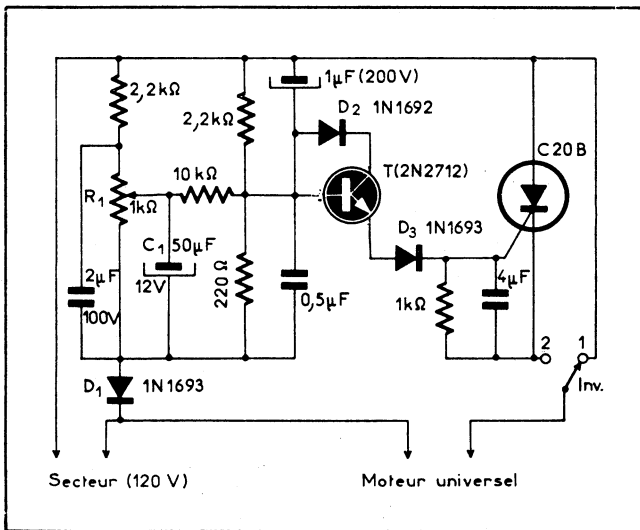 1µF(200V)
2,2kΩ
D2 1N1692
2,2kΩ
C20B
10kΩ
T(2N2712)
R1
1kΩ
D3 1N1693
C1 50µF
12V
2µF
100V
220Ω
0,5µF
1kΩ
4µF
2
1
D1 1N1693
Inv.
Secteur (120 V)
Moteur universel